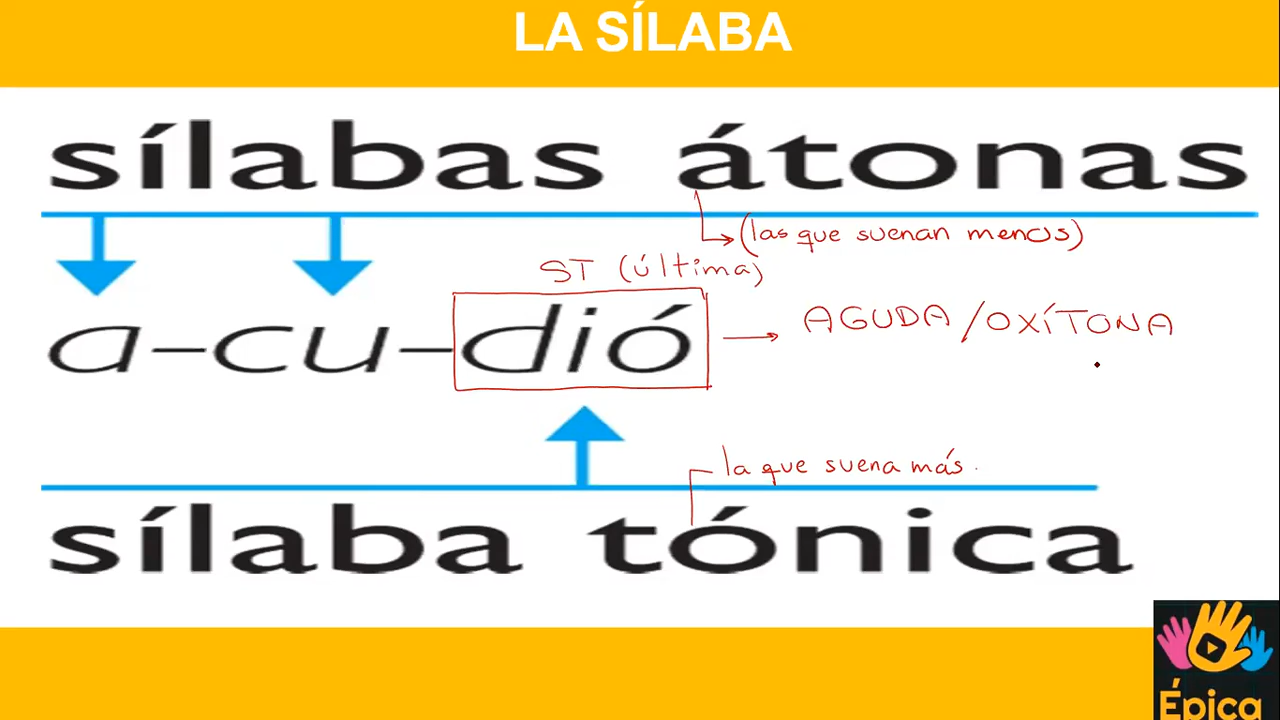 LA SÍLABA
sílabas átonas
(las que suenan menos)
ST (última)
a-cu-dió
AGUDA/OXÍTONA
la que suena más
sílaba tónica
Épica